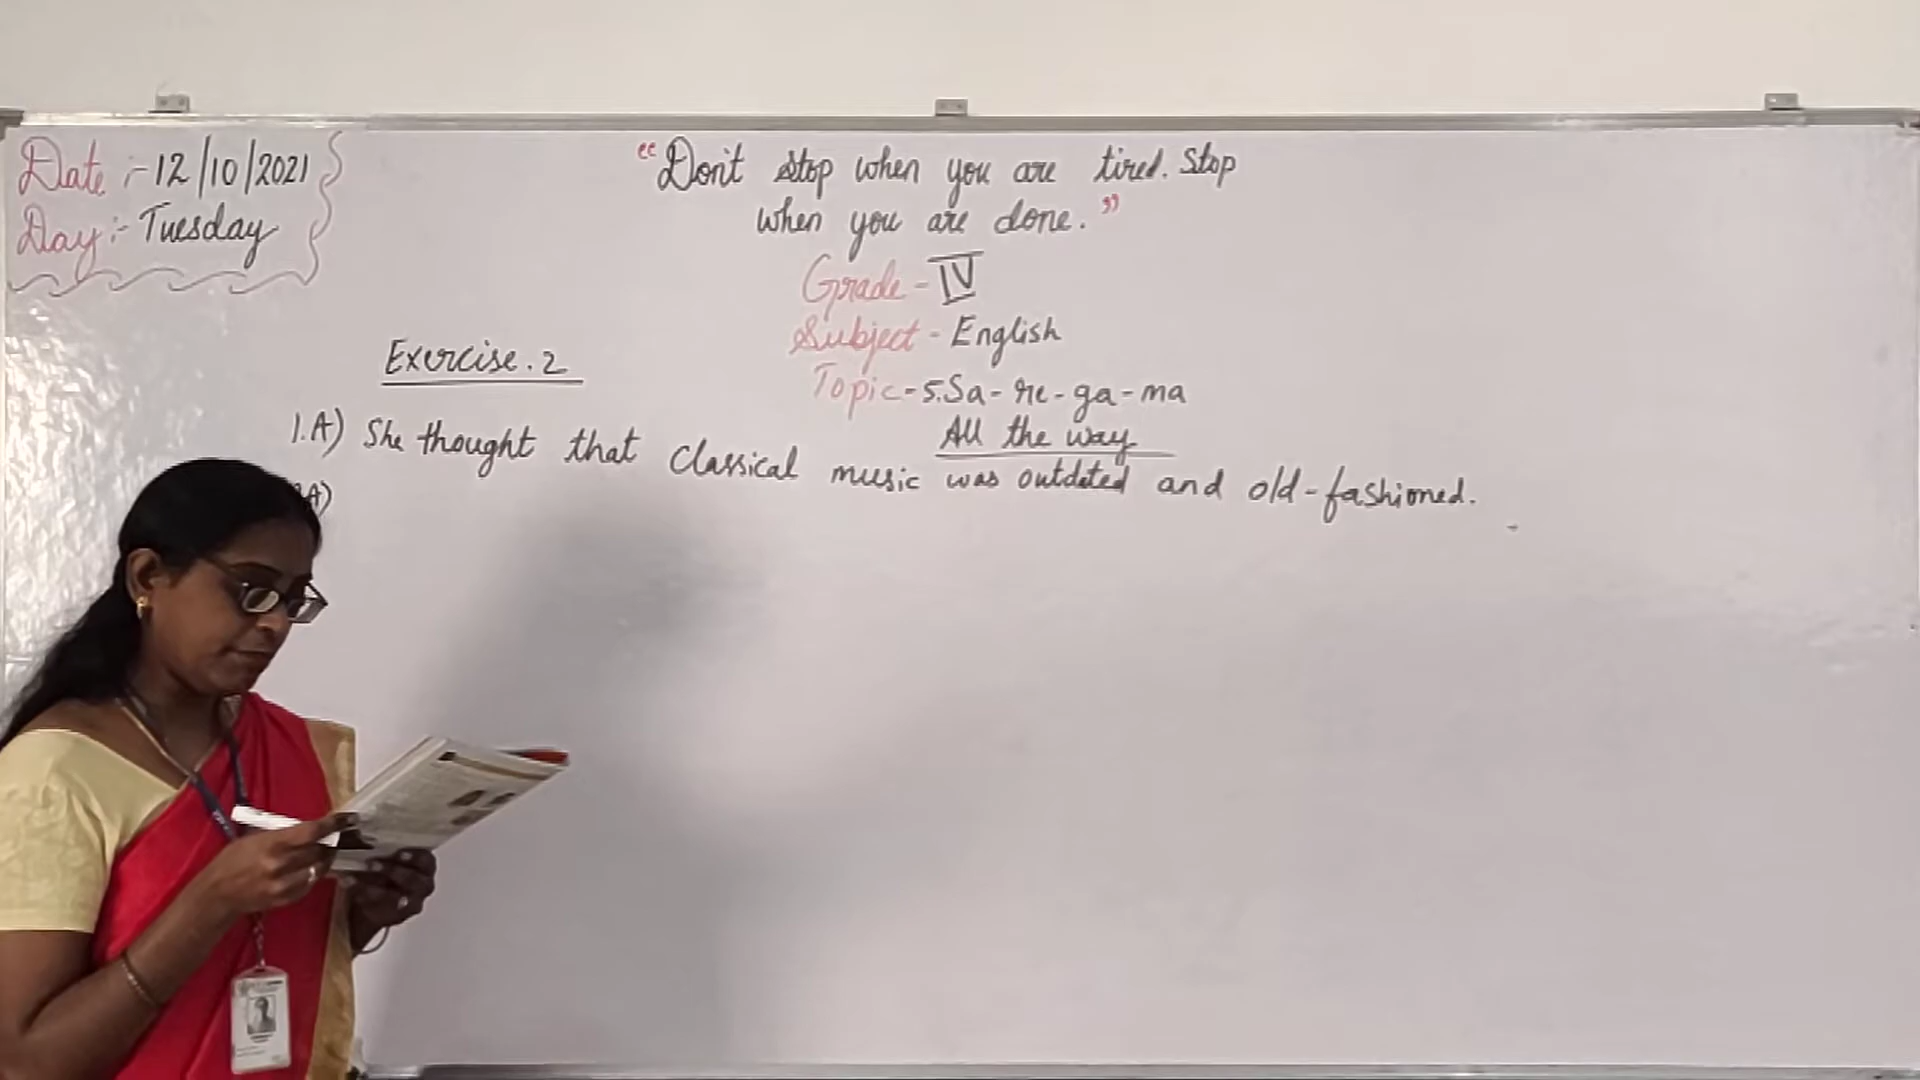 Date :- 12/10/2021
Day :- Tuesday
"Don't stop when you are tired. Stop
when you are done."
Grade - IV
Subject - English
Topic - 5.Sa - re - ga - ma
All the way
Exercise . 2
1.A) She thought that classical music was outdated and old-fashioned.
A)